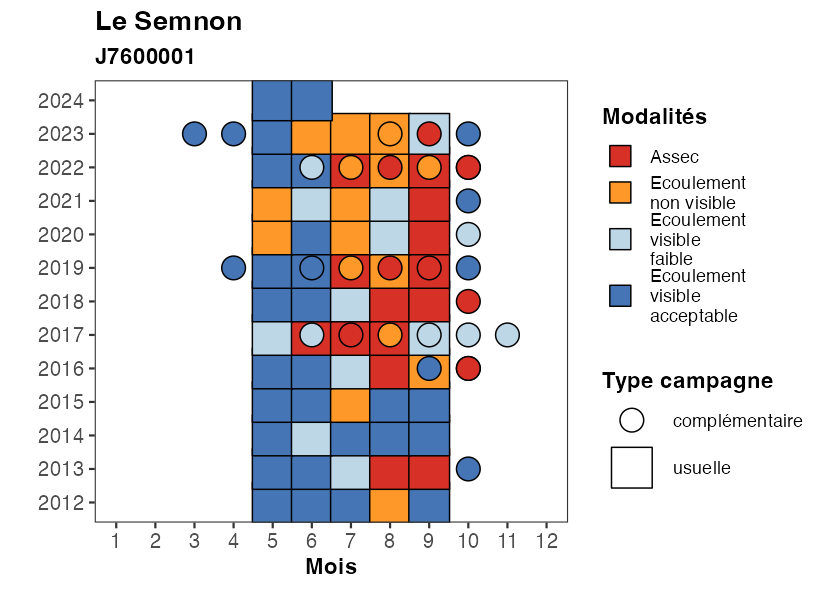 Le Semnon
J7600001
2024
2023
2022
2021
2020
2019
2018
2017
2016
2015
2014
2013
2012
1 2 3 4 5 6 7 8 9 10 11 12
Mois
Modalités
Assec
Ecoulement
non visible
Ecoulement
visible
faible
Ecoulement
visible
acceptable
Type campagne
complémentaire
usuelle